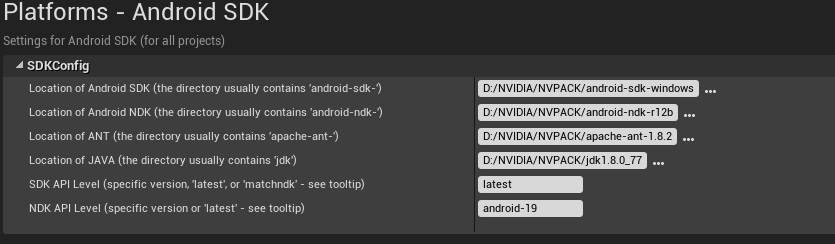 Platforms - Android SDK
Settings for Android SDK (for all projects)
SDKConfig
Location of Android SDK (the directory usually contains 'android-sdk-') D:/NVIDIA/NVPACK/android-sdk-windows ...
Location of Android NDK (the directory usually contains 'android-ndk-') D:/NVIDIA/NVPACK/android-ndk-r12b ...
Location of ANT (the directory usually contains 'apache-ant-') D:/NVIDIA/NVPACK/apache-ant-1.8.2 ...
Location of JAVA (the directory usually contains 'jdk') D:/NVIDIA/NVPACK/jdk1.8.0_77 ...
SDK API Level (specific version, 'latest', or 'matchndk' - see tooltip) latest
NDK API Level (specific version or 'latest' - see tooltip) android-19